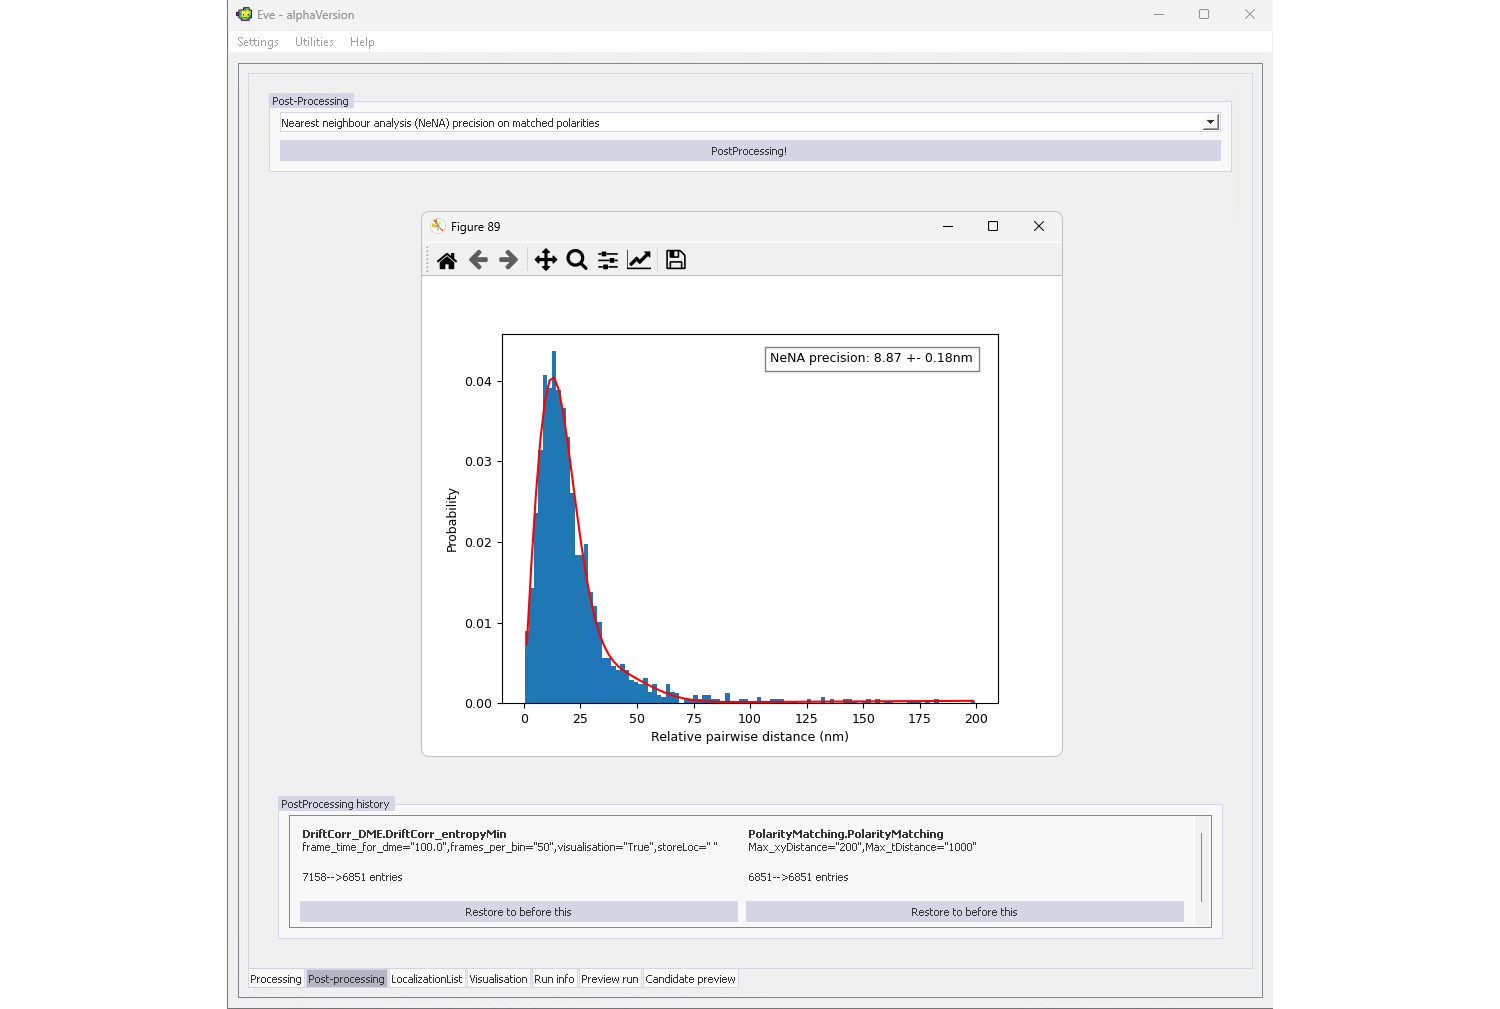 Eve - alphaVersion
Settings Utilities Help
Post-Processing
Nearest neighbour analysis (NeNA) precision on matched polarities
PostProcessing!
Figure 89
NeNA precision: 8.87 +- 0.18nm
0.04
0.03
0.02
0.01
0.00
Probability
0 25 50 75 100 125 150 175 200
Relative pairwise distance (nm)
PostProcessing history
DriftCorr_DME.DriftCorr_entropyMin
frame_time_for_dme="100.0",frames_per_bin="50",visualisation="True",storeLoc=" "
7158-->6851 entries
Restore to before this
PolarityMatching.PolarityMatching
Max_xyDistance="200",Max_tDistance="1000"
6851-->6851 entries
Restore to before this
Processing Post-processing LocalizationList Visualisation Run info Preview run Candidate preview